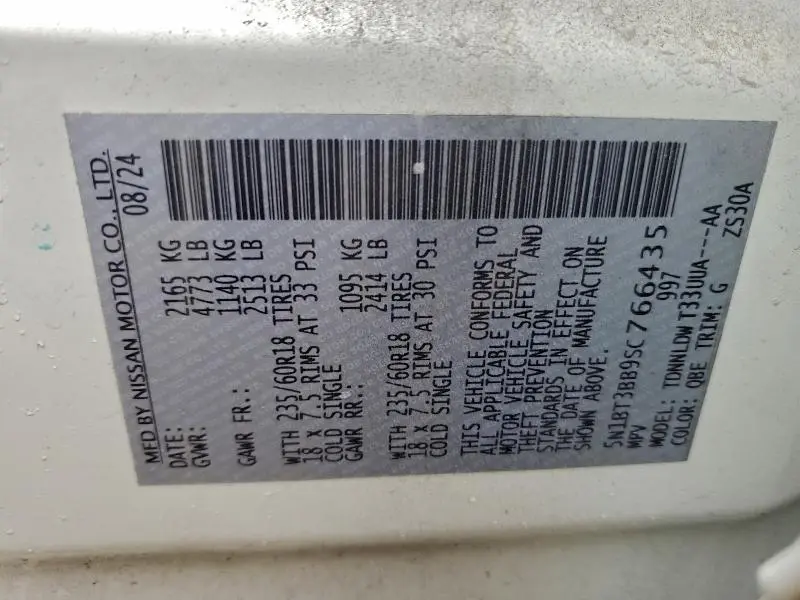 MFD BY NISSAN MOTOR CO., LTD.
DATE: 08/24
GVWR: 2165 KG
4773 LB
GAWR FR.: 1140 KG
2513 LB
WITH 235/60R18 TIRES
18 X 7.5 RIMS AT 33 PSI
COLD SINGLE
GAWR RR.: 1095 KG
2414 LB
WITH 235/60R18 TIRES
18 X 7.5 RIMS AT 30 PSI
COLD SINGLE
THIS VEHICLE CONFORMS TO
ALL APPLICABLE FEDERAL
MOTOR VEHICLE SAFETY AND
THEFT PREVENTION
STANDARDS IN EFFECT ON
THE DATE OF MANUFACTURE
SHOWN ABOVE.
5N1BT3BB9SC766435
MPV 997
MODEL: TDNNLDW T33UUA---AA
COLOR: QBE TRIM: G ZS30A